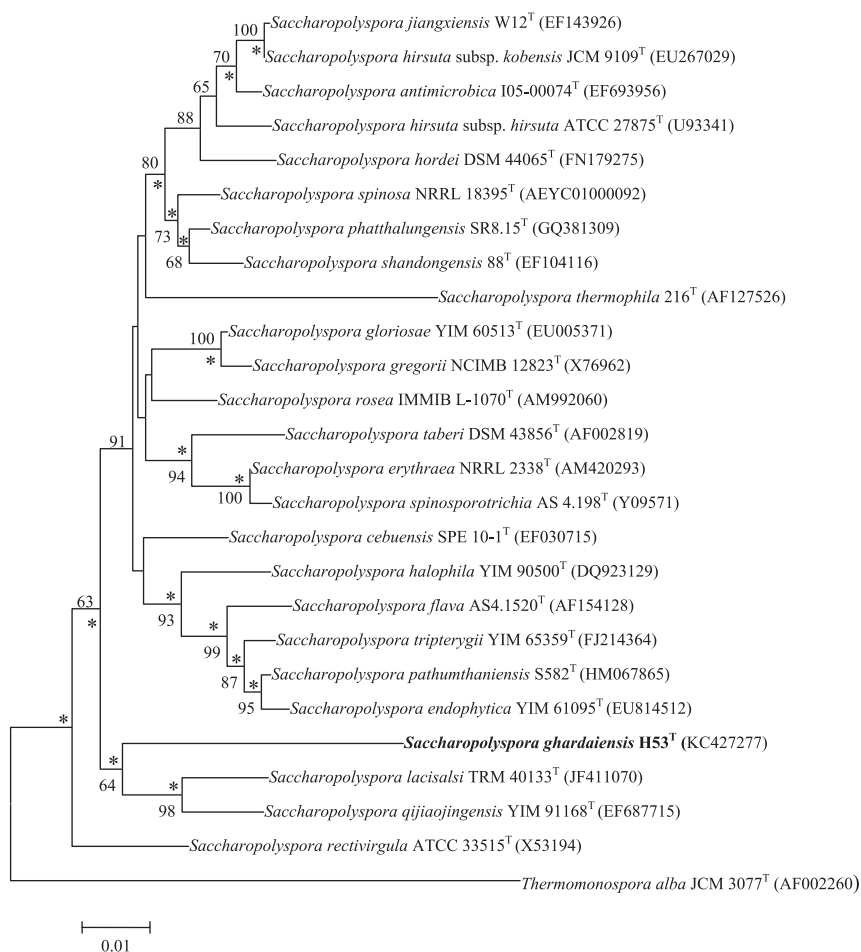 Saccharopolyspora jiangxiensis W12T (EF143926)
100
*
Saccharopolyspora hirsuta subsp. kobensis JCM 9109T (EU267029)
70
*
Saccharopolyspora antimicrobica I05-00074T (EF693956)
65
Saccharopolyspora hirsuta subsp. hirsuta ATCC 27875T (U93341)
88
Saccharopolyspora hordei DSM 44065T (FN179275)
80
*
Saccharopolyspora spinosa NRRL 18395T (AEYC01000092)
*
73
Saccharopolyspora phatthalungensis SR8.15T (GQ381309)
*
68
Saccharopolyspora shandongensis 88T (EF104116)
Saccharopolyspora thermophila 216T (AF127526)
Saccharopolyspora gloriosae YIM 60513T (EU005371)
100
*
Saccharopolyspora gregorii NCIMB 12823T (X76962)
Saccharopolyspora rosea IMMIB L-1070T (AM992060)
Saccharopolyspora taberi DSM 43856T (AF002819)
91
*
94
Saccharopolyspora erythraea NRRL 2338T (AM420293)
*
100
Saccharopolyspora spinosporotrichia AS 4.198T (Y09571)
Saccharopolyspora cebuensis SPE 10-1T (EF030715)
Saccharopolyspora halophila YIM 90500T (DQ923129)
*
93
Saccharopolyspora flava AS4.1520T (AF154128)
63
*
*
99
Saccharopolyspora tripterygii YIM 65359T (FJ214364)
*
87
Saccharopolyspora pathumthaniensis S582T (HM067865)
*
95
Saccharopolyspora endophytica YIM 61095T (EU814512)
*
Saccharopolyspora ghardaiensis H53T (KC427277)
*
64
Saccharopolyspora lacisalsi TRM 40133T (JF411070)
*
98
Saccharopolyspora qijiaojingensis YIM 91168T (EF687715)
Saccharopolyspora rectivirgula ATCC 33515T (X53194)
Thermomonospora alba JCM 3077T (AF002260)
0.01